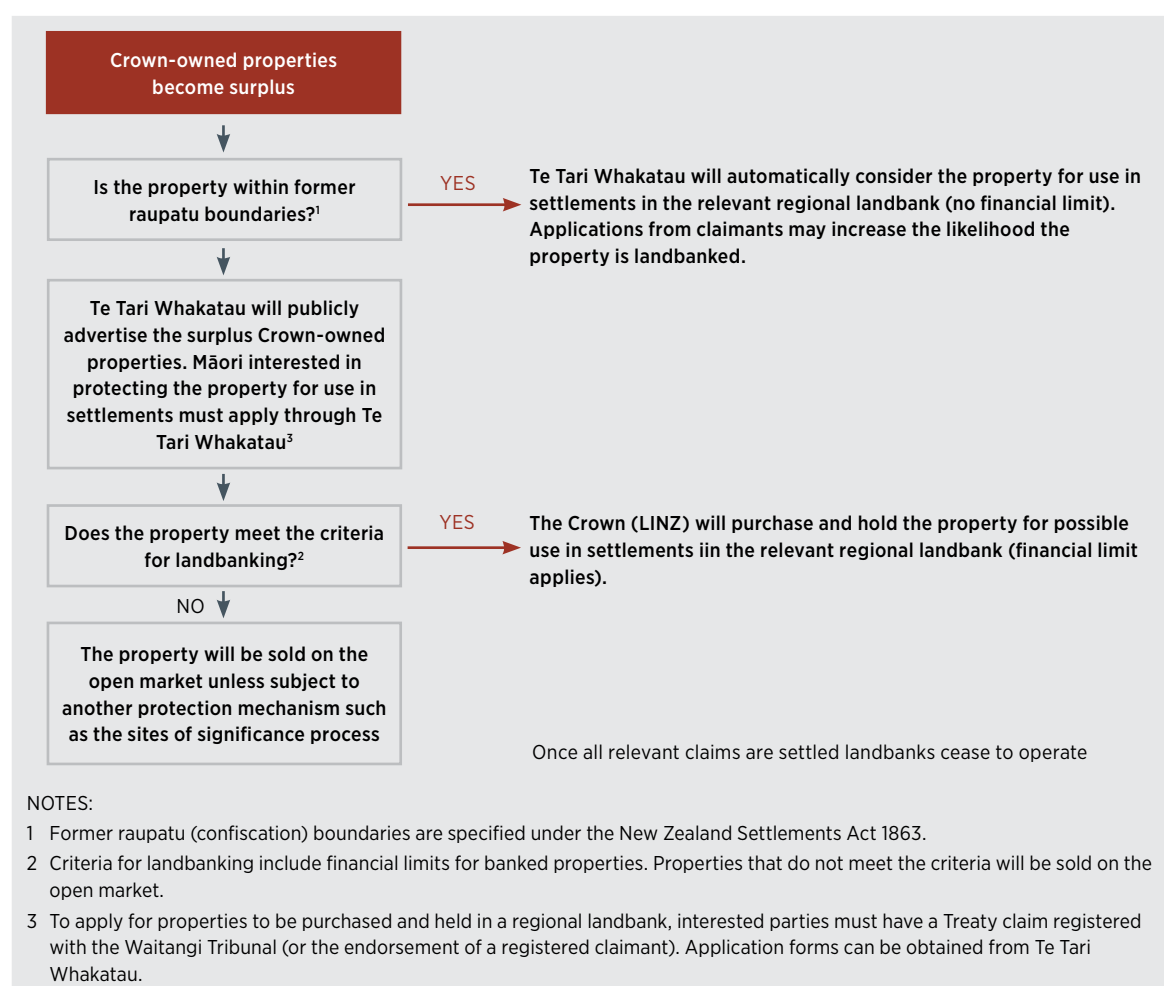 Crown-owned properties
become surplus
Is the property within former
raupatu boundaries?¹
YES
Te Tari Whakatau will automatically consider the property for use in
settlements in the relevant regional landbank (no financial limit).
Applications from claimants may increase the likelihood the
property is landbanked.
Te Tari Whakatau will publicly
advertise the surplus Crown-owned
properties. Māori interested in
protecting the property for use in
settlements must apply through Te
Tari Whakatau³
Does the property meet the criteria
for landbanking?²
YES
The Crown (LINZ) will purchase and hold the property for possible
use in settlements iin the relevant regional landbank (financial limit
applies).
NO
The property will be sold on the
open market unless subject to
another protection mechanism such
as the sites of significance process
Once all relevant claims are settled landbanks cease to operate
NOTES:
1 Former raupatu (confiscation) boundaries are specified under the New Zealand Settlements Act 1863.
2 Criteria for landbanking include financial limits for banked properties. Properties that do not meet the criteria will be sold on the
open market.
3 To apply for properties to be purchased and held in a regional landbank, interested parties must have a Treaty claim registered
with the Waitangi Tribunal (or the endorsement of a registered claimant). Application forms can be obtained from Te Tari
Whakatau.